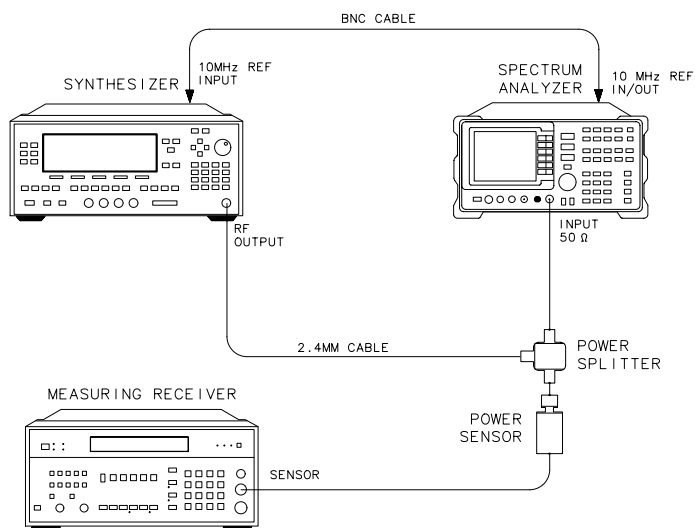 BNC CABLE
SYNTHESIZER
10MHz REF
INPUT
SPECTRUM
ANALYZER
10 MHz REF
IN/OUT
RF
OUTPUT
INPUT
50 Ω
2.4MM CABLE
POWER
SPLITTER
MEASURING RECEIVER
POWER
SENSOR
SENSOR